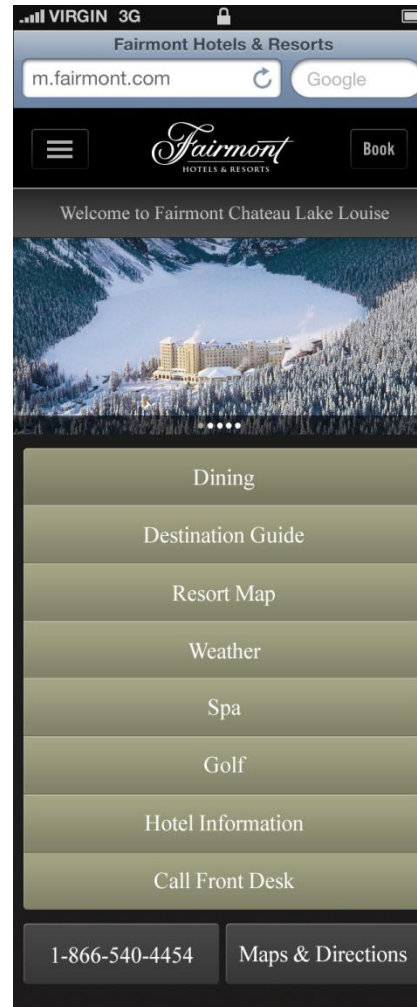 VIRGIN 3G
Fairmont Hotels & Resorts
m.fairmont.com Google
Fairmont Book
HOTELS & RESORTS
Welcome to Fairmont Chateau Lake Louise
Dining
Destination Guide
Resort Map
Weather
Spa
Golf
Hotel Information
Call Front Desk
1-866-540-4454 Maps & Directions